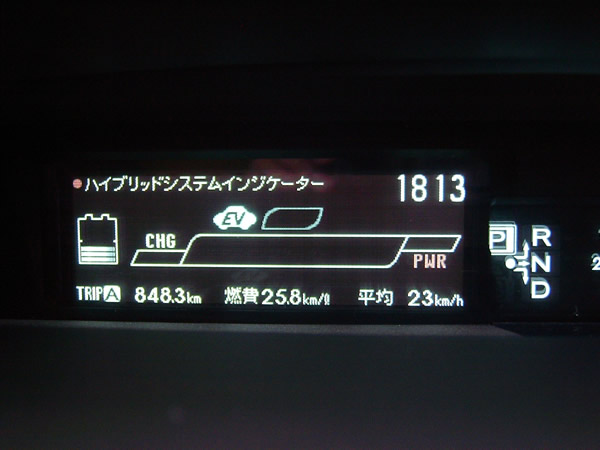 ハイブリッドシステムインジケーター 1813
EV
CHG
PWR
TRIP A 848.3km 燃費25.8km/ℓ 平均 23km/h
P R
N
D
2